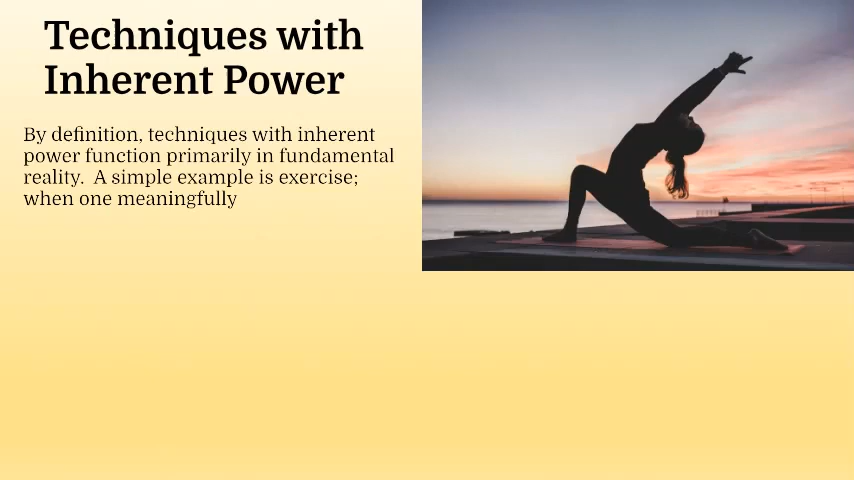 Techniques with
Inherent Power
By definition, techniques with inherent
power function primarily in fundamental
reality.  A simple example is exercise;
when one meaningfully